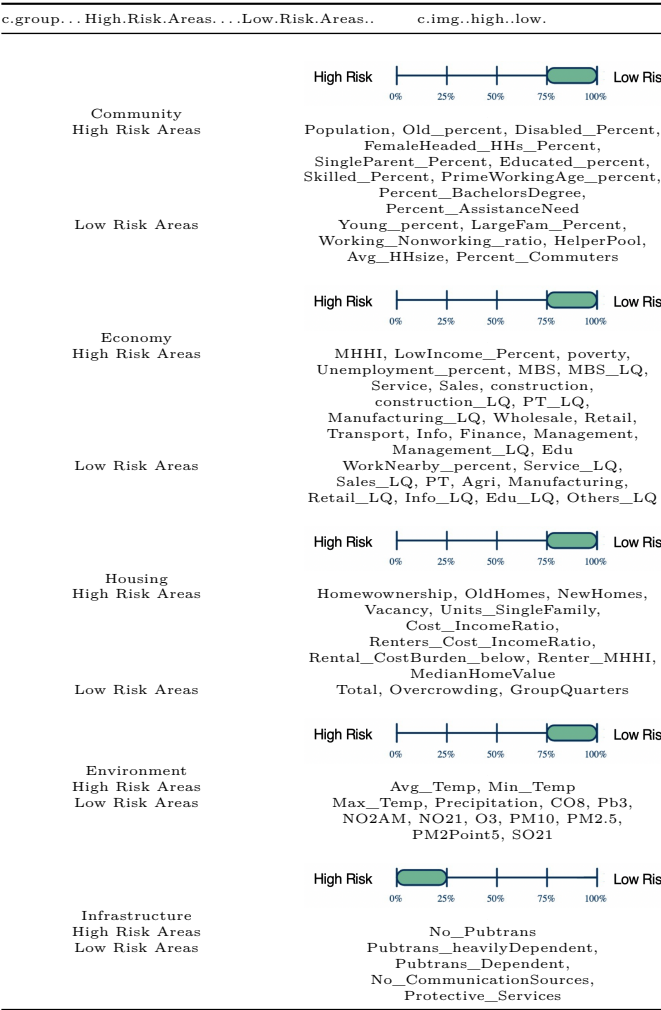 c.group... High.Risk.Areas....Low.Risk.Areas.. c.img..high..low.
High Risk Low Ris
0% 25% 50% 75% 100%
Community
High Risk Areas Population, Old_percent, Disabled_Percent,
FemaleHeaded_HHs_Percent,
SingleParent_Percent, Educated_percent,
Skilled_Percent, PrimeWorkingAge_percent,
Percent_BachelorsDegree,
Percent_AssistanceNeed
Low Risk Areas Young_percent, LargeFam_Percent,
Working_Nonworking_ratio, HelperPool,
Avg_HHsize, Percent_Commuters
High Risk Low Ris
0% 25% 50% 75% 100%
Economy
High Risk Areas MHHI, LowIncome_Percent, poverty,
Unemployment_percent, MBS, MBS_LQ,
Service, Sales, construction,
construction_LQ, PT_LQ,
Manufacturing_LQ, Wholesale, Retail,
Transport, Info, Finance, Management,
Management_LQ, Edu
Low Risk Areas WorkNearby_percent, Service_LQ,
Sales_LQ, PT, Agri, Manufacturing,
Retail_LQ, Info_LQ, Edu_LQ, Others_LQ
High Risk Low Ris
0% 25% 50% 75% 100%
Housing
High Risk Areas Homewownership, OldHomes, NewHomes,
Vacancy, Units_SingleFamily,
Cost_IncomeRatio,
Renters_Cost_IncomeRatio,
Rental_CostBurden_below, Renter_MHHI,
MedianHomeValue
Low Risk Areas Total, Overcrowding, GroupQuarters
High Risk Low Ris
0% 25% 50% 75% 100%
Environment
High Risk Areas Avg_Temp, Min_Temp
Low Risk Areas Max_Temp, Precipitation, CO8, Pb3,
NO2AM, NO21, O3, PM10, PM2.5,
PM2Point5, SO21
High Risk Low Ris
0% 25% 50% 75% 100%
Infrastructure
High Risk Areas No_Pubtrans
Low Risk Areas Pubtrans_heavilyDependent,
Pubtrans_Dependent,
No_CommunicationSources,
Protective_Services